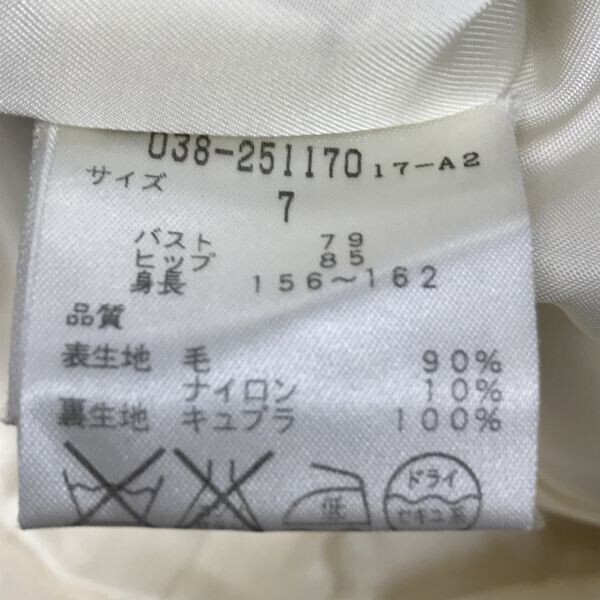 038-251170 17-A2
サイズ
7
バスト 79
ヒップ 85
身長 156~162
品質
表生地 毛 90%
ナイロン 10%
裏生地 キュプラ 100%
低
ドライ
セキユ系